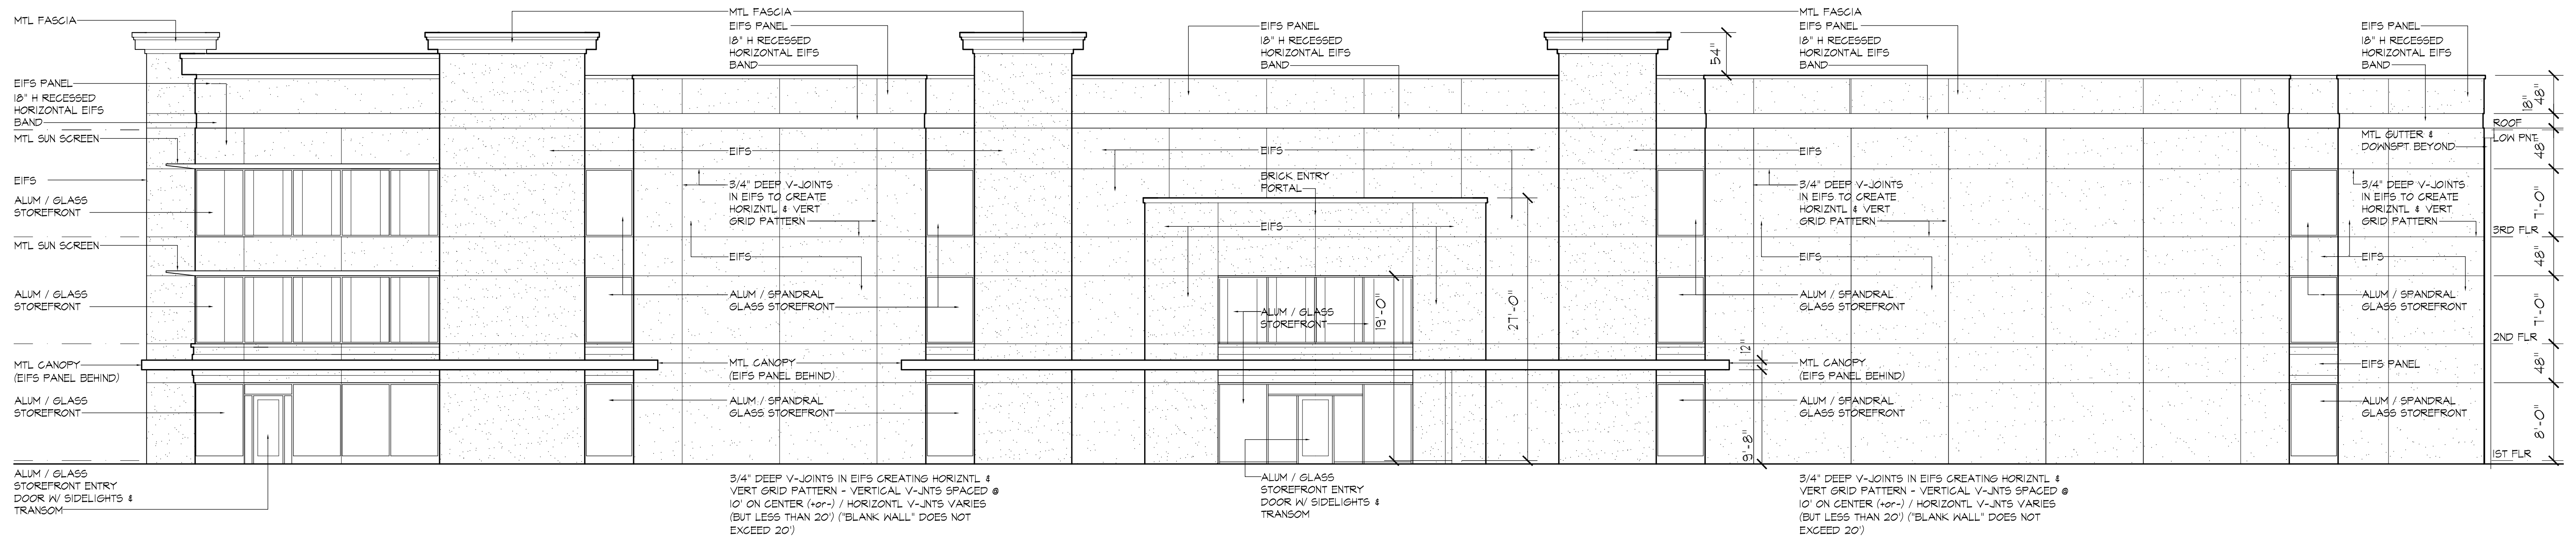 MTL FASCIA
EIFS PANEL
18" H RECESSED
HORIZONTAL EIFS
BAND
MTL SUN SCREEN
EIFS
ALUM / GLASS
STOREFRONT
MTL SUN SCREEN
ALUM / GLASS
STOREFRONT
MTL CANOPY
(EIFS PANEL BEHIND)
ALUM / GLASS
STOREFRONT
ALUM / GLASS
STOREFRONT ENTRY
DOOR W/ SIDELIGHTS &
TRANSOM
MTL FASCIA
EIFS PANEL
18" H RECESSED
HORIZONTAL EIFS
BAND
EIFS
3/4" DEEP V-JOINTS
IN EIFS TO CREATE
HORIZNTL & VERT
GRID PATTERN
EIFS
ALUM / SPANDRAL
GLASS STOREFRONT
MTL CANOPY
(EIFS PANEL BEHIND)
ALUM / SPANDRAL
GLASS STOREFRONT
3/4" DEEP V-JOINTS IN EIFS CREATING HORIZNTL &
VERT GRID PATTERN - VERTICAL V-JNTS SPACED @
10' ON CENTER (+or-) / HORIZONTL V-JNTS VARIES
(BUT LESS THAN 20') ("BLANK WALL" DOES NOT
EXCEED 20')
EIFS PANEL
18" H RECESSED
HORIZONTAL EIFS
BAND
EIFS
BRICK ENTRY
PORTAL
EIFS
ALUM / GLASS
STOREFRONT
19'-0"
27'-0"
ALUM / GLASS
STOREFRONT ENTRY
DOOR W/ SIDELIGHTS &
TRANSOM
54"
12"
9'-8"
MTL FASCIA
EIFS PANEL
18" H RECESSED
HORIZONTAL EIFS
BAND
EIFS
3/4" DEEP V-JOINTS
IN EIFS TO CREATE
HORIZNTL & VERT
GRID PATTERN
EIFS
ALUM / SPANDRAL
GLASS STOREFRONT
MTL CANOPY
(EIFS PANEL BEHIND)
ALUM / SPANDRAL
GLASS STOREFRONT
3/4" DEEP V-JOINTS IN EIFS CREATING HORIZNTL &
VERT GRID PATTERN - VERTICAL V-JNTS SPACED @
10' ON CENTER (+or-) / HORIZONTL V-JNTS VARIES
(BUT LESS THAN 20') ("BLANK WALL" DOES NOT
EXCEED 20')
EIFS PANEL
18" H RECESSED
HORIZONTAL EIFS
BAND
MTL GUTTER &
DOWNSPT BEYOND
3/4" DEEP V-JOINTS
IN EIFS TO CREATE
HORIZNTL & VERT
GRID PATTERN
EIFS
ALUM / SPANDRAL
GLASS STOREFRONT
EIFS PANEL
ALUM / SPANDRAL
GLASS STOREFRONT
48"
18"
ROOF
LOW PNT
48"
7'-0"
3RD FLR
48"
7'-0"
2ND FLR
48"
8'-0"
1ST FLR